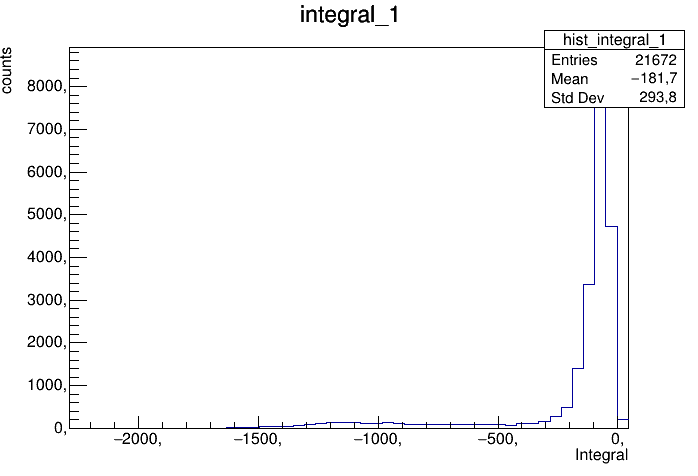 integral_1
counts
hist_integral_1
Entries 21672
Mean −181,7
Std Dev 293,8
8000,
7000,
6000,
5000,
4000,
3000,
2000,
1000,
0,
−2000, −1500, −1000, −500, 0,
Integral